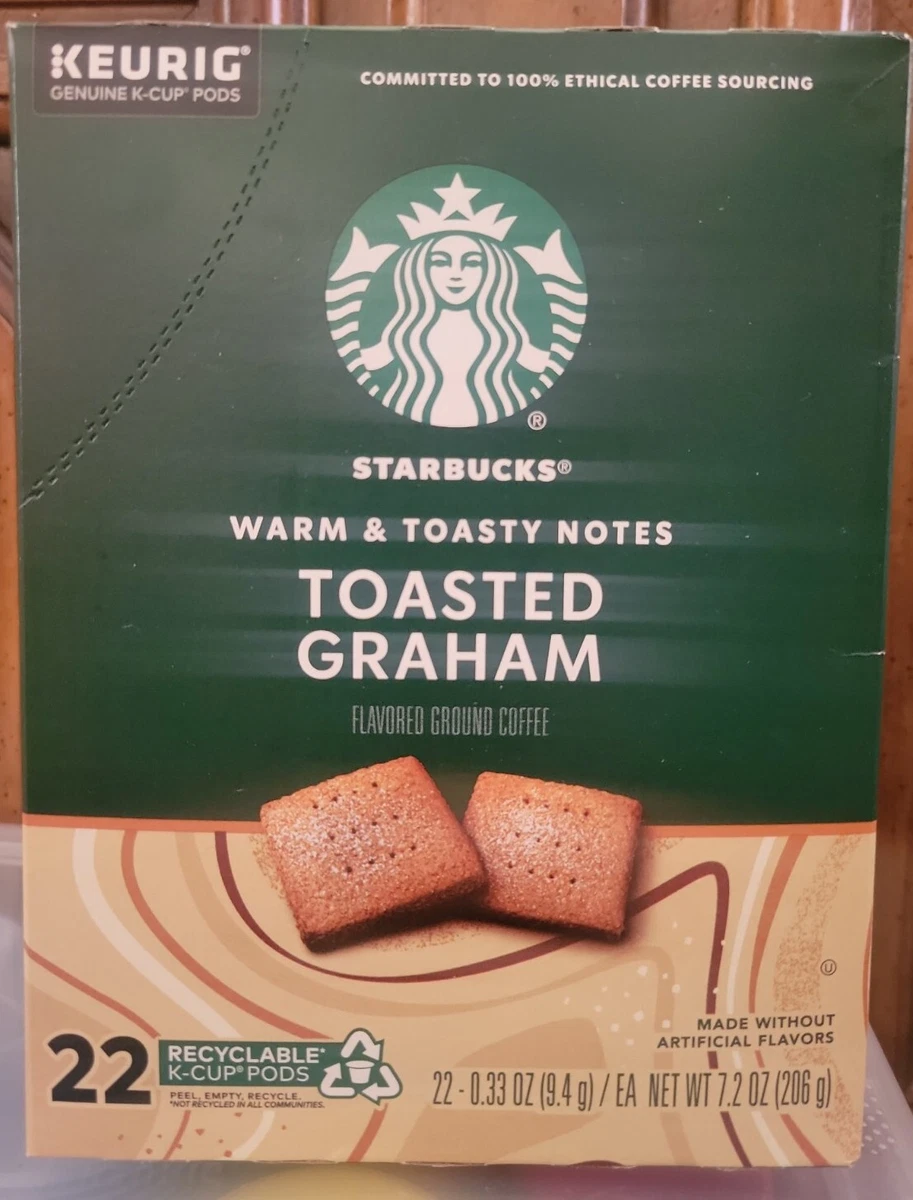 KEURIG®
GENUINE K-CUP® PODS
COMMITTED TO 100% ETHICAL COFFEE SOURCING
®
STARBUCKS®
WARM & TOASTY NOTES
TOASTED
GRAHAM
FLAVORED GROUND COFFEE
U
MADE WITHOUT
ARTIFICIAL FLAVORS
22
RECYCLABLE*
K-CUP® PODS
PEEL, EMPTY, RECYCLE.
*NOT RECYCLED IN ALL COMMUNITIES.
22 - 0.33 OZ (9.4 g) / EA NET WT 7.2 OZ (206 g)